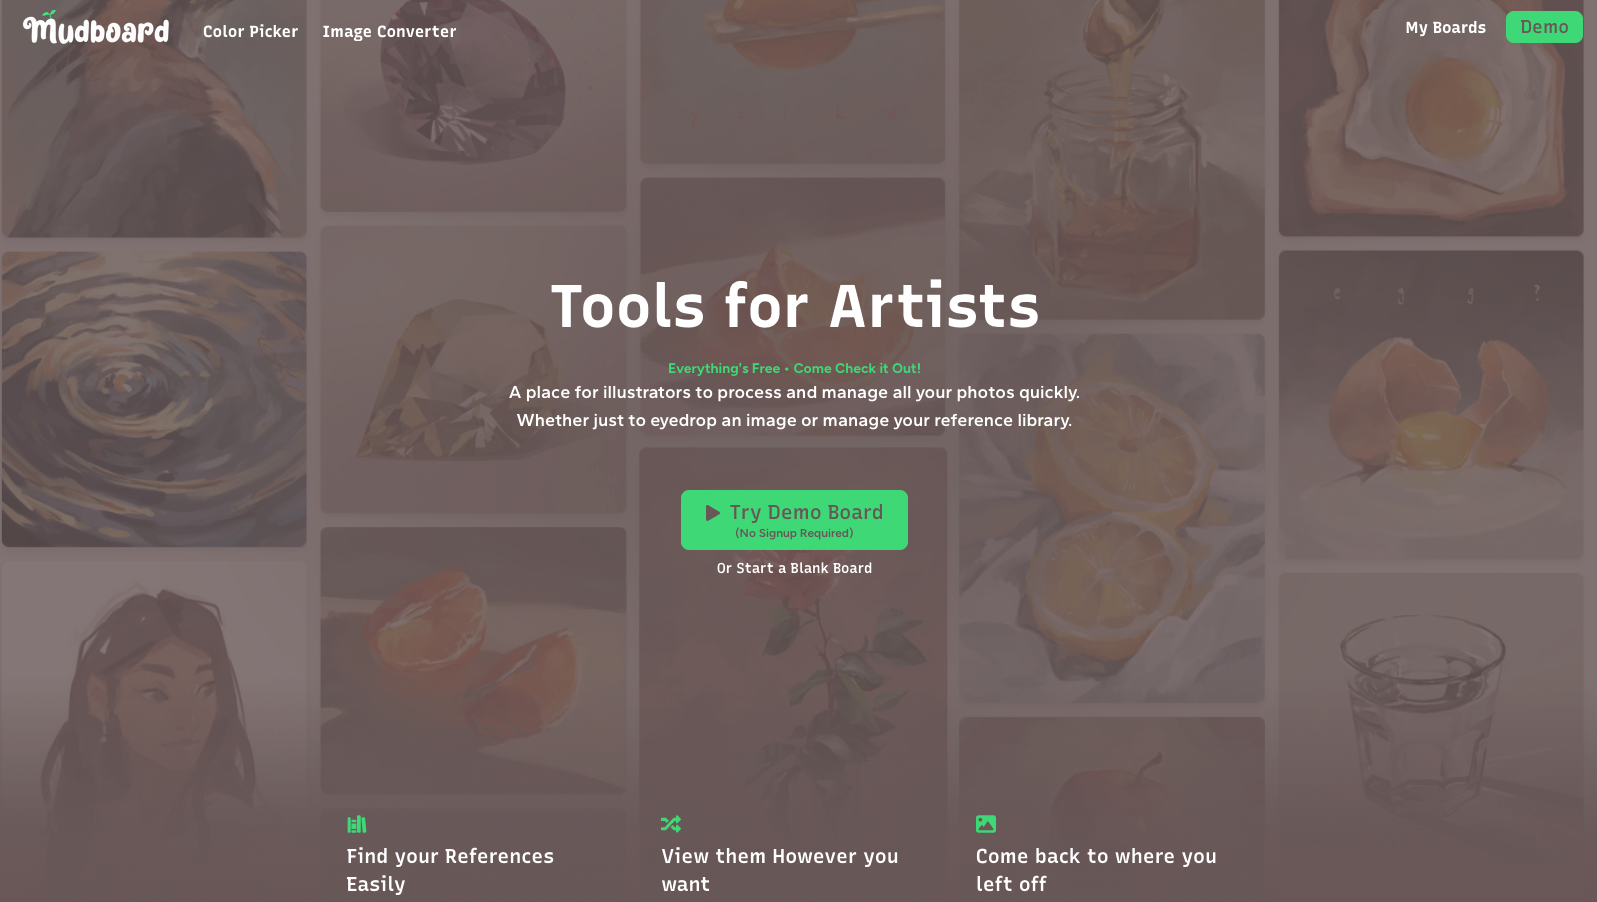 Mudboard
Color Picker
Image Converter
My Boards
Demo
e g g ?
Tools for Artists
Everything's Free • Come Check it Out!
A place for illustrators to process and manage all your photos quickly.
Whether just to eyedrop an image or manage your reference library.
Try Demo Board
(No Signup Required)
Or Start a Blank Board
Find your References
Easily
View them However you
want
Come back to where you
left off